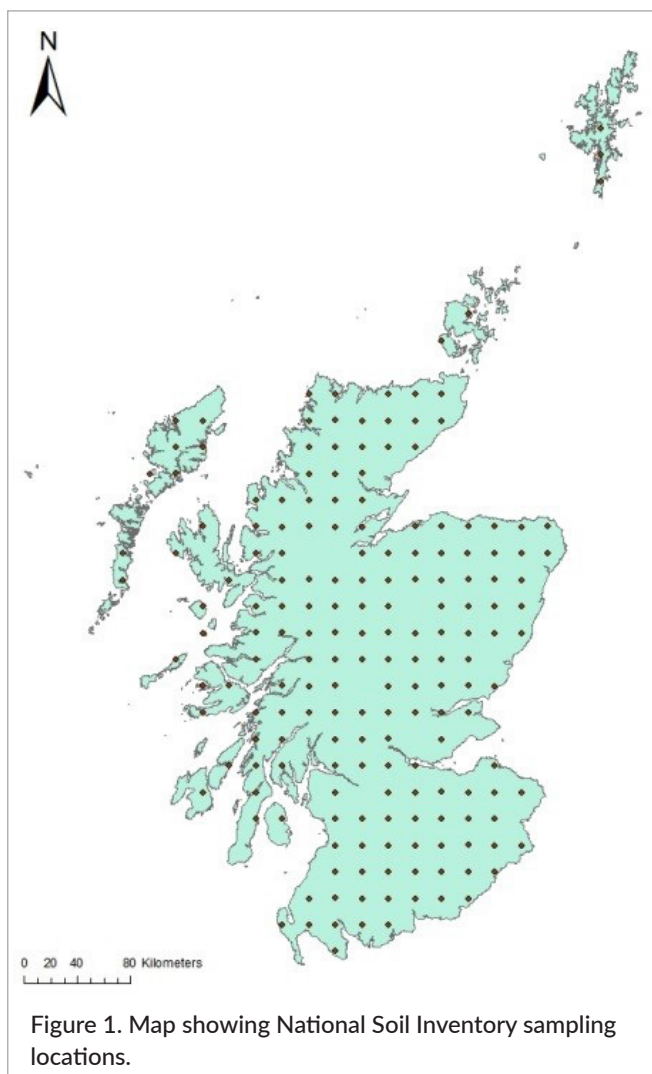 N
0 20 40 80 Kilometers
Figure 1. Map showing National Soil Inventory sampling
locations.